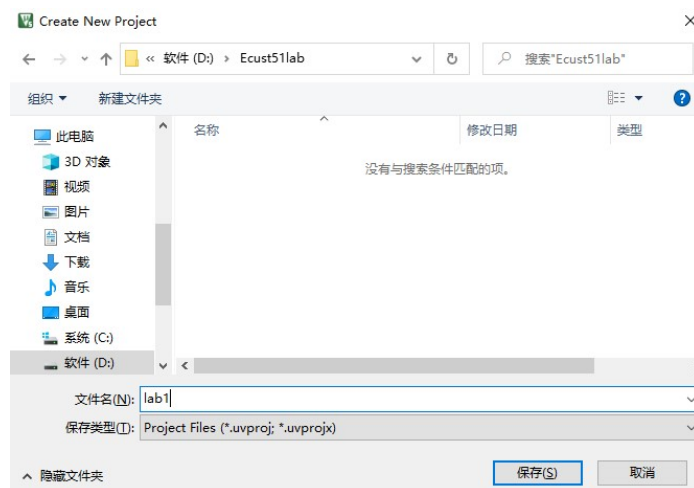 Create New Project
« 软件 (D:) › Ecust51lab
搜索"Ecust51lab"
组织 新建文件夹
名称 修改日期 类型
没有与搜索条件匹配的项。
此电脑
3D 对象
视频
图片
文档
下载
音乐
桌面
系统 (C:)
软件 (D:)
文件名(N): lab1
保存类型(T): Project Files (*.uvproj; *.uvprojx)
隐藏文件夹 保存(S) 取消